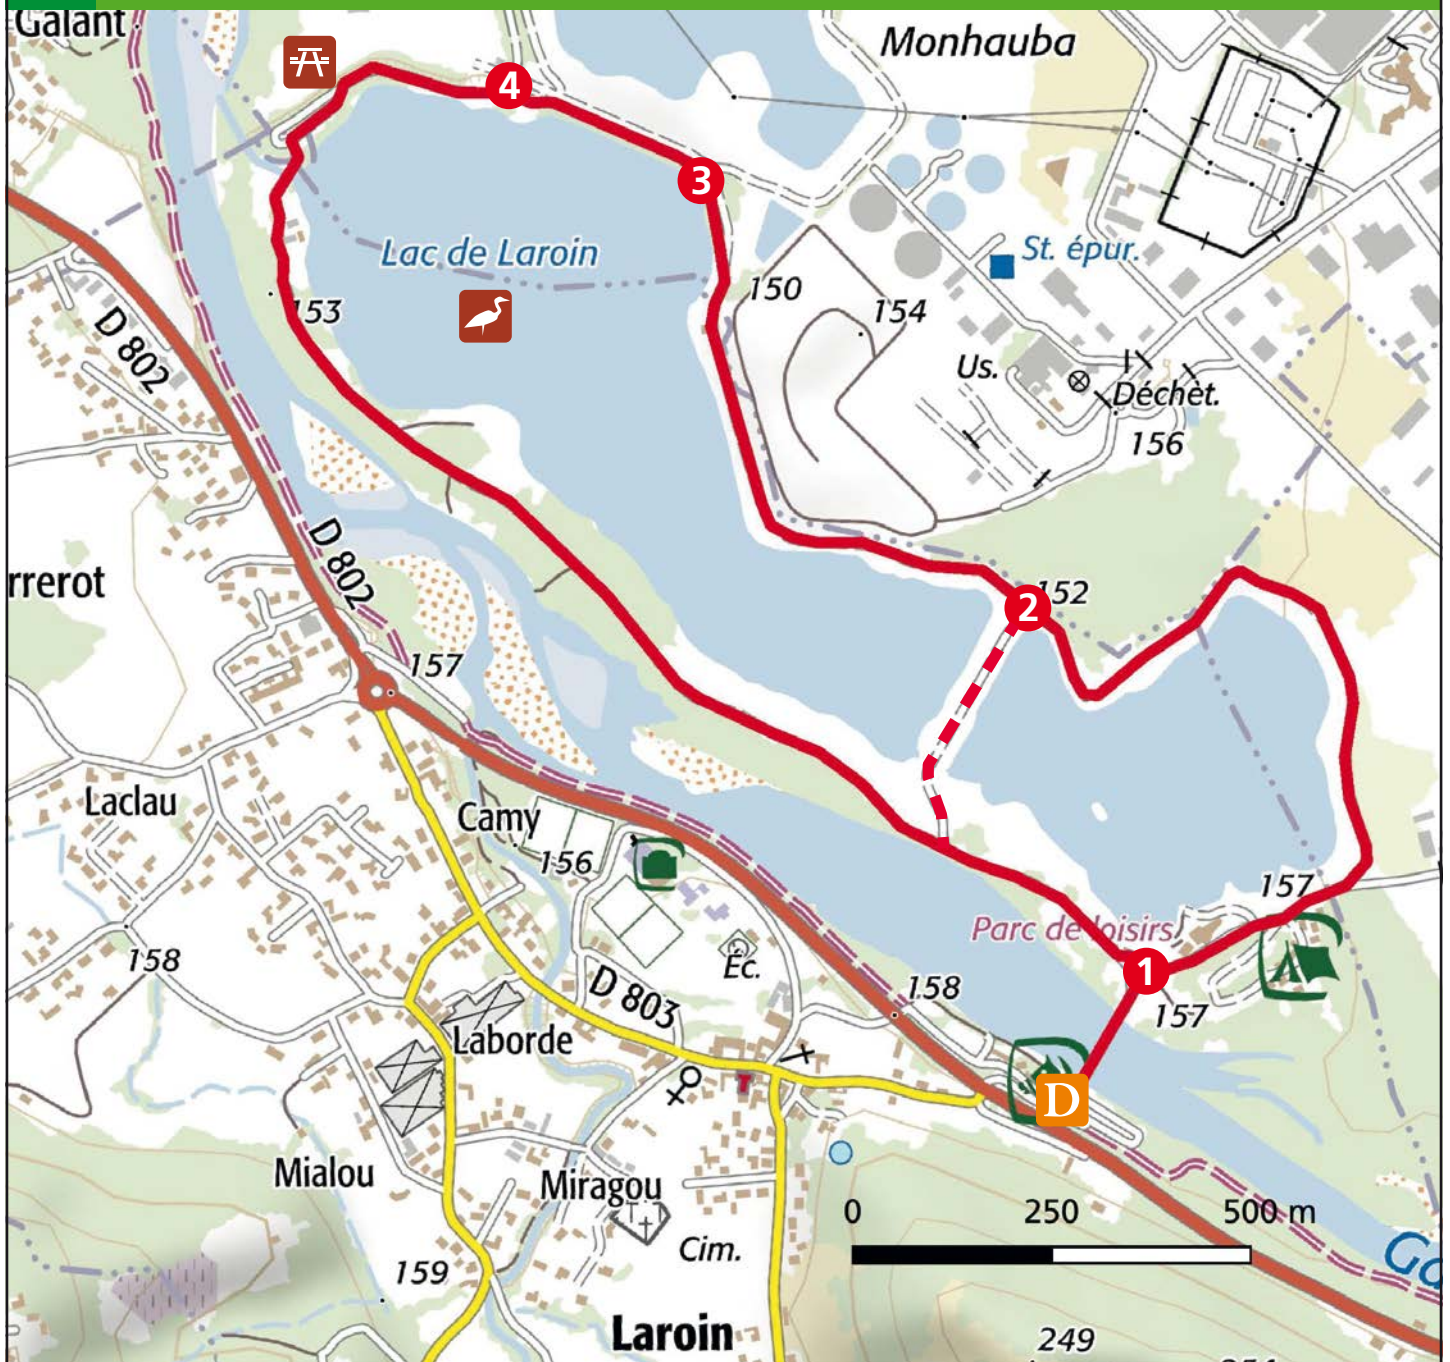 Galant
Monhauba
4
3
Lac de Laroin
St. épur.
150
154
153
D 802
Us.
Déchèt.
156
D 802
rrerot
2
152
157
Laclau
Camy
156
157
Parc de loisirs
1
158
Éc.
158
157
D 803
Laborde
D
Mialou
Miragou
0
250
500 m
Cim.
159
Laroin
249